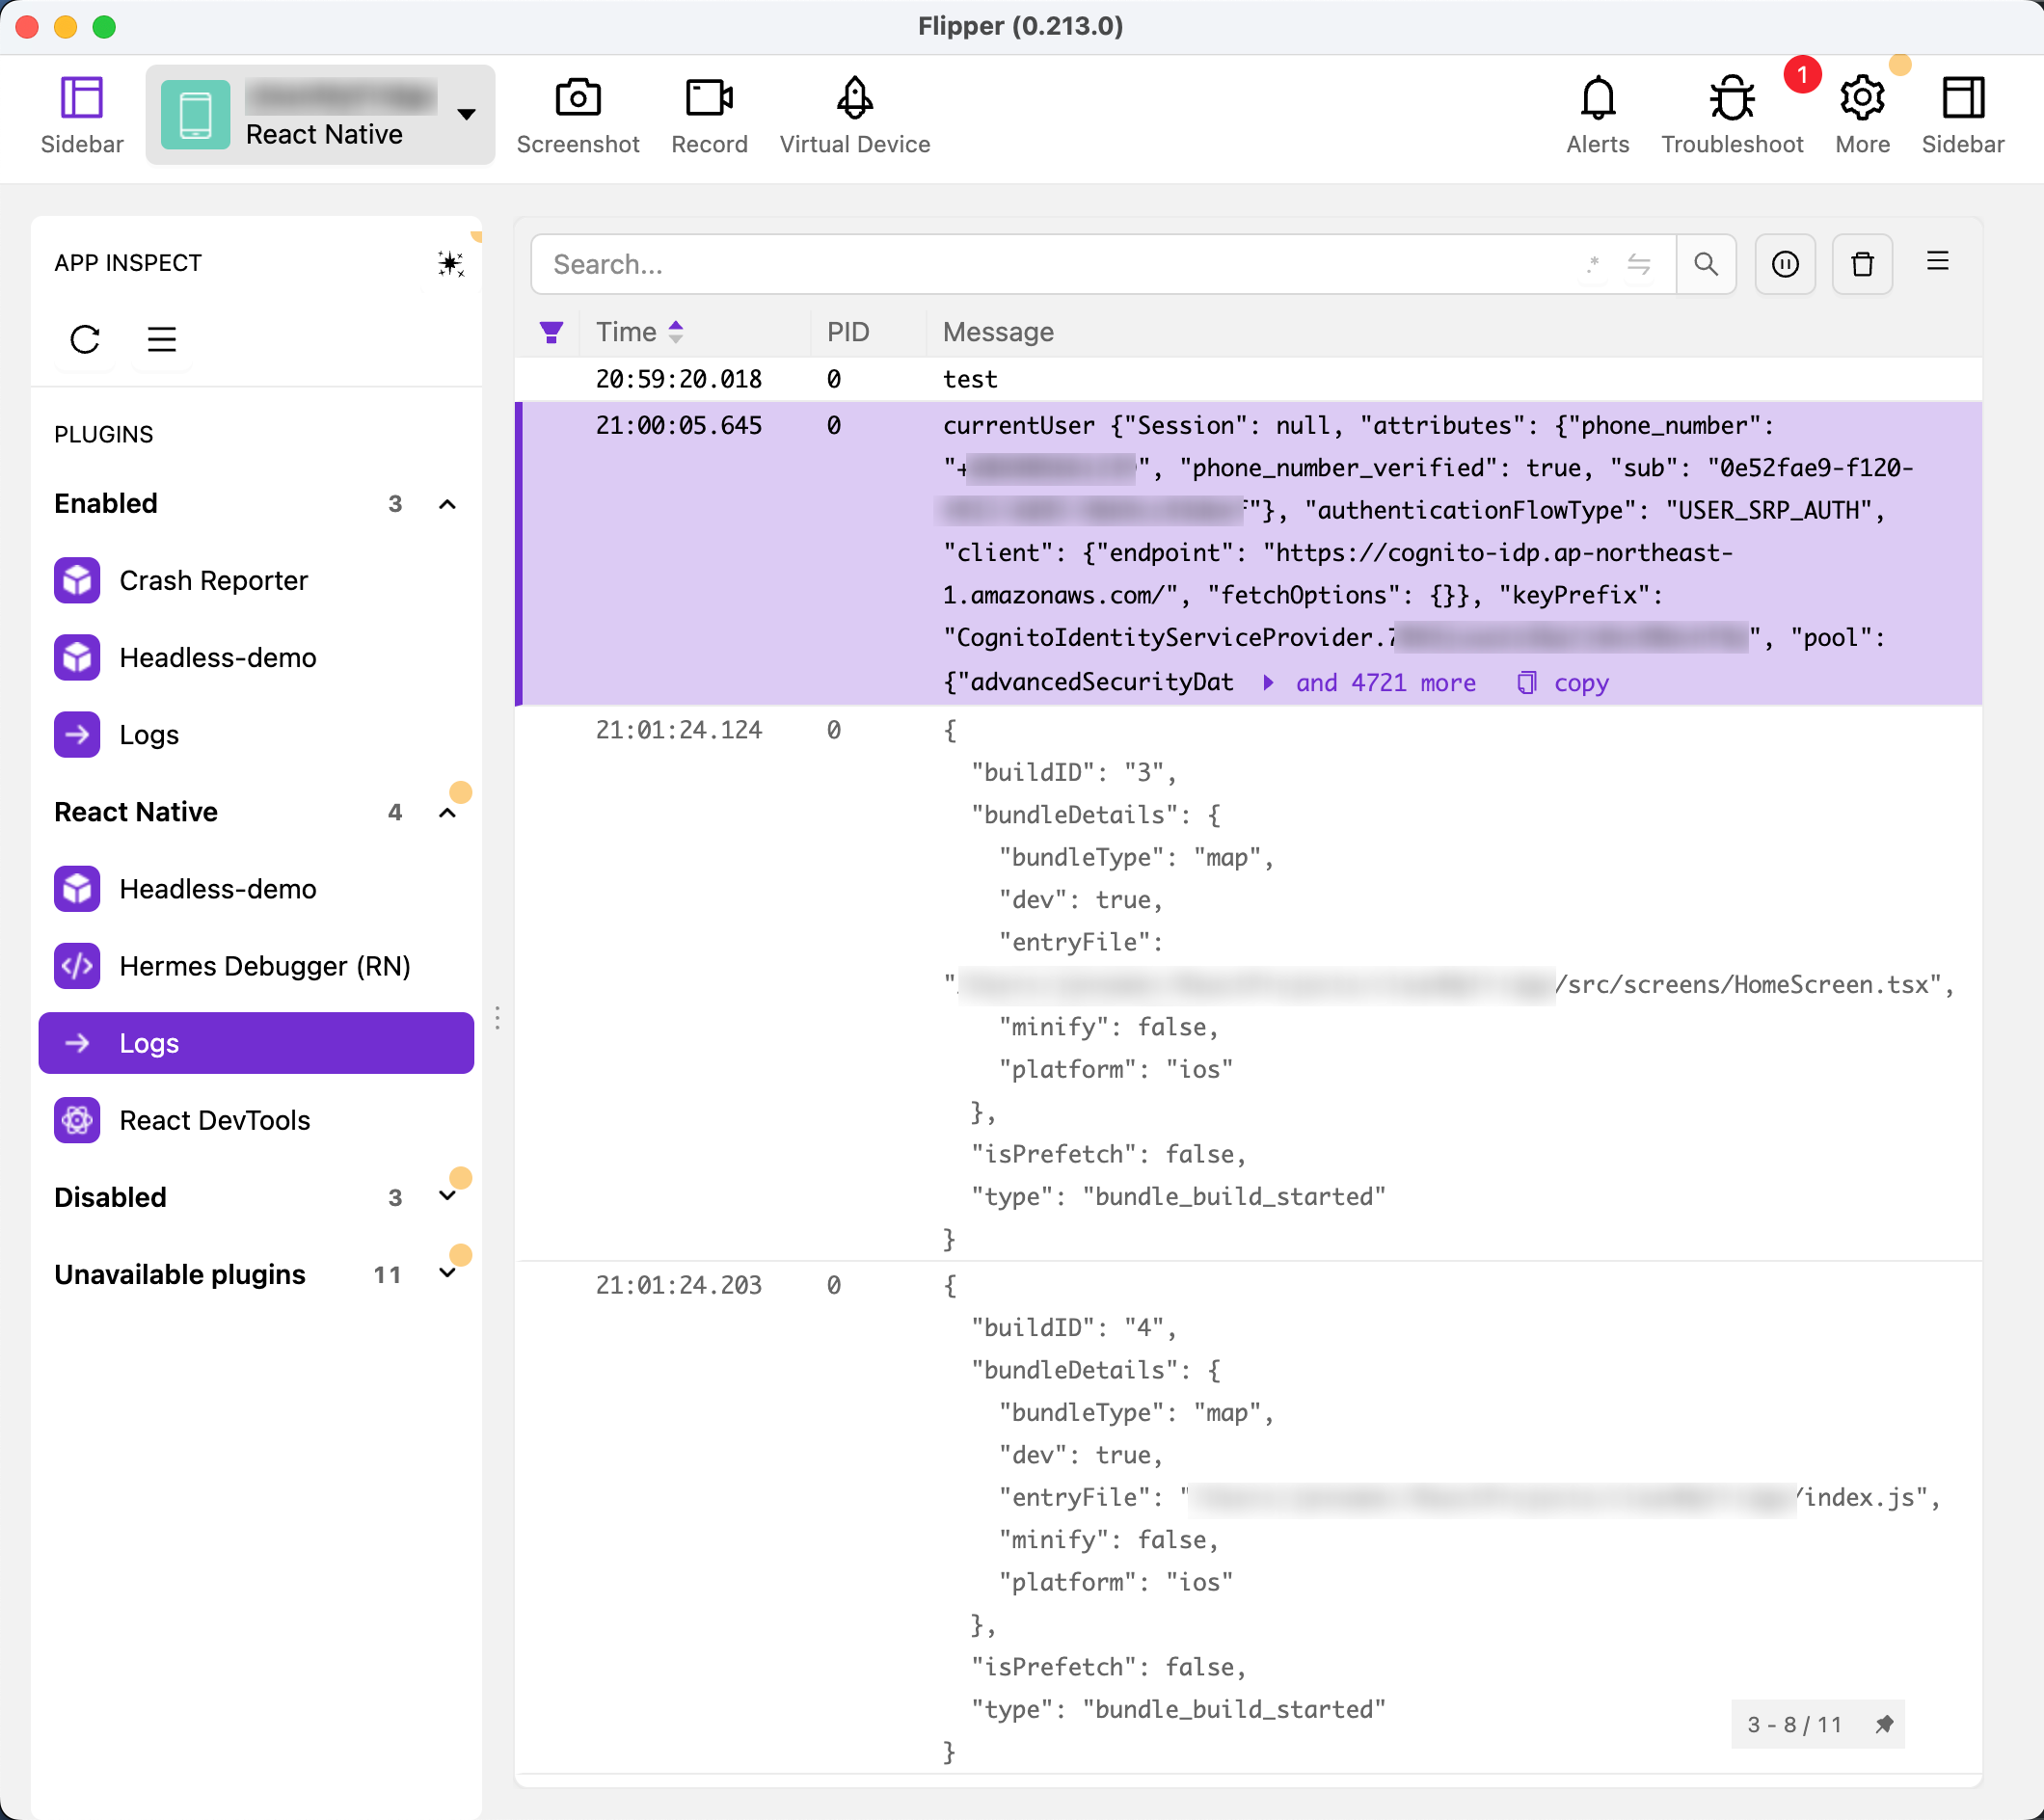 Flipper (0.213.0)
Sidebar
React Native
Screenshot
Record
Virtual Device
Alerts
Troubleshoot
1
More
Sidebar
APP INSPECT
PLUGINS
Enabled 3
Crash Reporter
Headless-demo
Logs
React Native 4
Headless-demo
Hermes Debugger (RN)
Logs
React DevTools
Disabled 3
Unavailable plugins 11
Search...
.*
Time PID Message
20:59:20.018 0 test
21:00:05.645 0 currentUser {"Session": null, "attributes": {"phone_number":
"+ ", "phone_number_verified": true, "sub": "0e52fae9-f120-
f"}, "authenticationFlowType": "USER_SRP_AUTH",
"client": {"endpoint": "https://cognito-idp.ap-northeast-
1.amazonaws.com/", "fetchOptions": {}}, "keyPrefix":
"CognitoIdentityServiceProvider.7 ", "pool":
{"advancedSecurityDat and 4721 more copy
21:01:24.124 0 {
"buildID": "3",
"bundleDetails": {
"bundleType": "map",
"dev": true,
"entryFile":
" /src/screens/HomeScreen.tsx",
"minify": false,
"platform": "ios"
},
"isPrefetch": false,
"type": "bundle_build_started"
}
21:01:24.203 0 {
"buildID": "4",
"bundleDetails": {
"bundleType": "map",
"dev": true,
"entryFile": " /index.js",
"minify": false,
"platform": "ios"
},
"isPrefetch": false,
"type": "bundle_build_started"
}
3 - 8 / 11